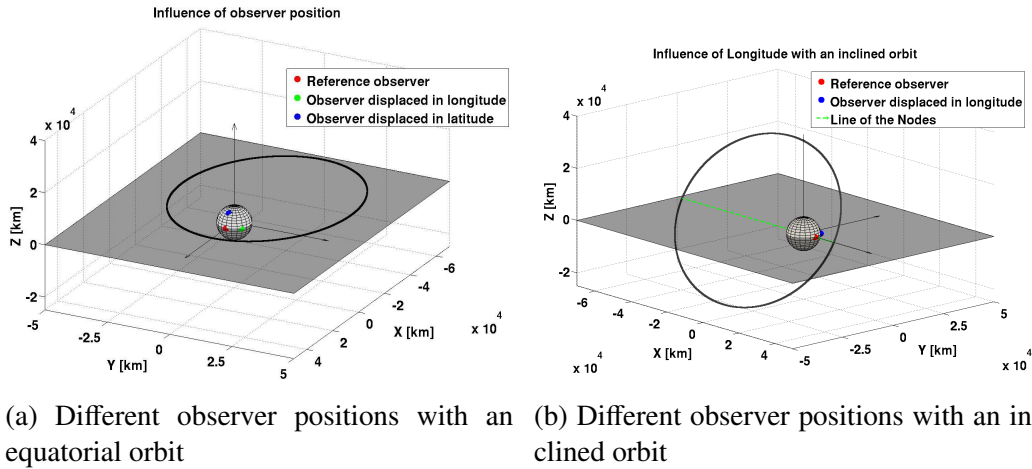 Influence of observer position
Reference observer
Observer displaced in longitude
Observer displaced in latitude
x 10 4
4
2
0
-2
Z [km]
-5
-2.5
0
2.5
5
Y [km]
4
2
0
-2
-4
-6
X [km]
x 10 4
Influence of Longitude with an inclined orbit
Reference observer
Observer displaced in longitude
Line of the Nodes
x 10 4
4
2
0
-2
Z [km]
-6
-4
-2
0
2
4
X [km]
x 10 4
-5
0
5
Y [km]
x 10 4
(a) Different observer positions with an
equatorial orbit
(b) Different observer positions with an in
clined orbit